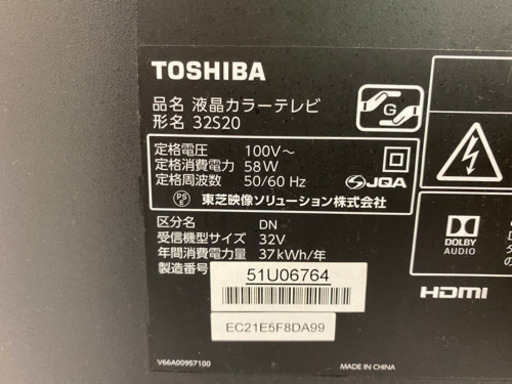 TOSHIBA
品名 液晶カラーテレビ
形名 32S20
G
定格電圧 100V～
定格消費電力 58W
定格周波数 50/60 Hz
JQA
PS E 東芝映像ソリューション株式会社
区分名 DN
受信機型サイズ 32V
年間消費電力量 37kWh/年
製造番号 51U06764
EC21E5F8DA99
V66A00957100
DOLBY
AUDIO
HDMI
MADE IN CHINA